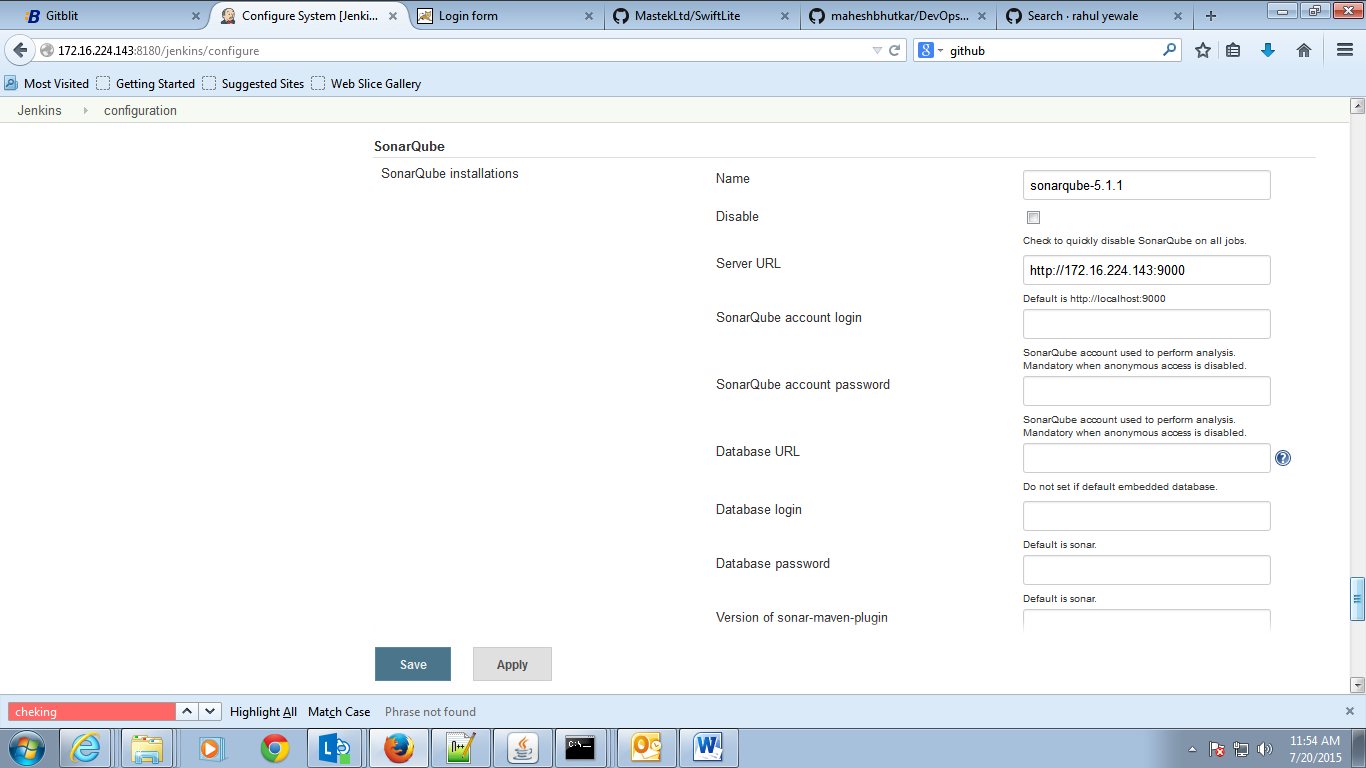 Gitblit
Configure System [Jenki...
Login form
MastekLtd/SwiftLite
maheshbhutkar/DevOps...
Search · rahul yewale
172.16.224.143:8180/jenkins/configure
github
Most Visited
Getting Started
Suggested Sites
Web Slice Gallery
Jenkins
configuration
SonarQube
SonarQube installations
Name
sonarqube-5.1.1
Disable
Check to quickly disable SonarQube on all jobs.
Server URL
http://172.16.224.143:9000
Default is http://localhost:9000
SonarQube account login
SonarQube account used to perform analysis.
Mandatory when anonymous access is disabled.
SonarQube account password
SonarQube account used to perform analysis.
Mandatory when anonymous access is disabled.
Database URL
Do not set if default embedded database.
Database login
Default is sonar.
Database password
Default is sonar.
Version of sonar-maven-plugin
Save
Apply
cheking
Highlight All
Match Case
Phrase not found
11:54 AM
7/20/2015